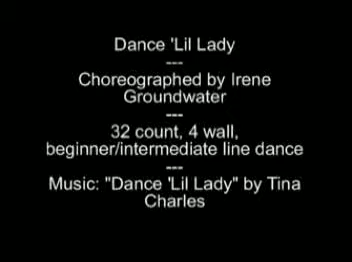 Dance 'Lil Lady
---
Choreographed by Irene
Groundwater
---
32 count, 4 wall,
beginner/intermediate line dance
---
Music: "Dance 'Lil Lady" by Tina
Charles